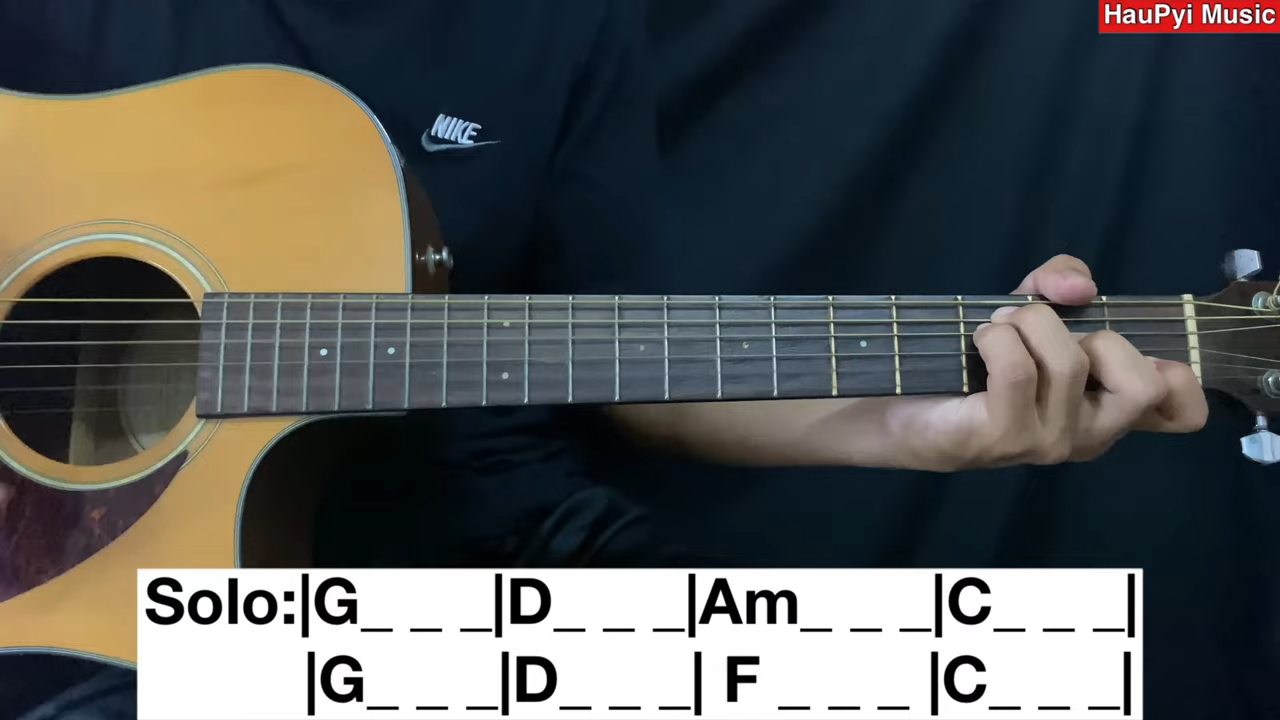 HauPyi Music
NIKE
Solo:|G_ _ _|D_ _ _|Am_ _ _|C_ _ _|
|G_ _ _|D_ _ _| F _ _ _ |C_ _ _|